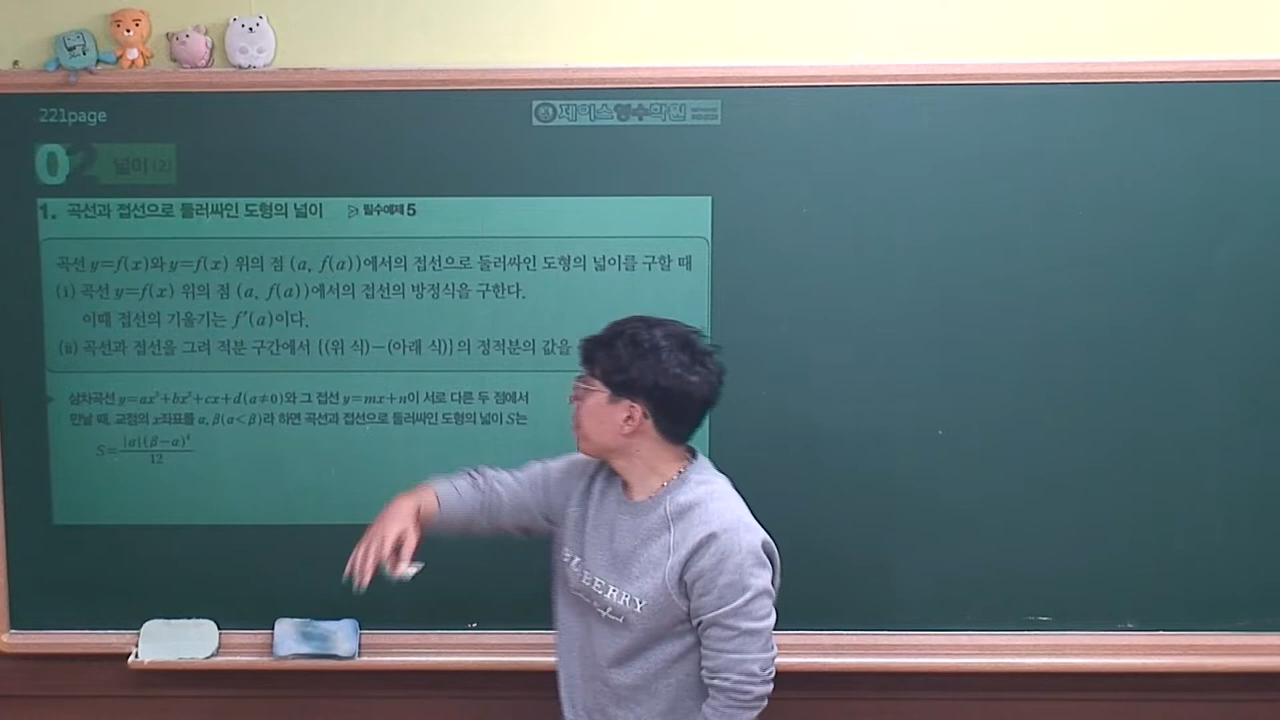 221page
제이스영수학원
02 넓이(2)
1. 곡선과 접선으로 둘러싸인 도형의 넓이 ▷ 필수예제 5
곡선 y=f(x)와 y=f(x) 위의 점 (a, f(a))에서의 접선으로 둘러싸인 도형의 넓이를 구할 때
(i) 곡선 y=f(x) 위의 점 (a, f(a))에서의 접선의 방정식을 구한다.
이때 접선의 기울기는 f'(a)이다.
(ii) 곡선과 접선을 그려 적분 구간에서 {(위 식)-(아래 식)}의 정적분의 값을
삼차곡선 y=ax³+bx²+cx+d(a≠0)와 그 접선 y=mx+n이 서로 다른 두 점에서
만날 때, 교점의 x좌표를 α, β(α<β)라 하면 곡선과 접선으로 둘러싸인 도형의 넓이 S는
S=|a|(β-α)⁴/12
BERRY